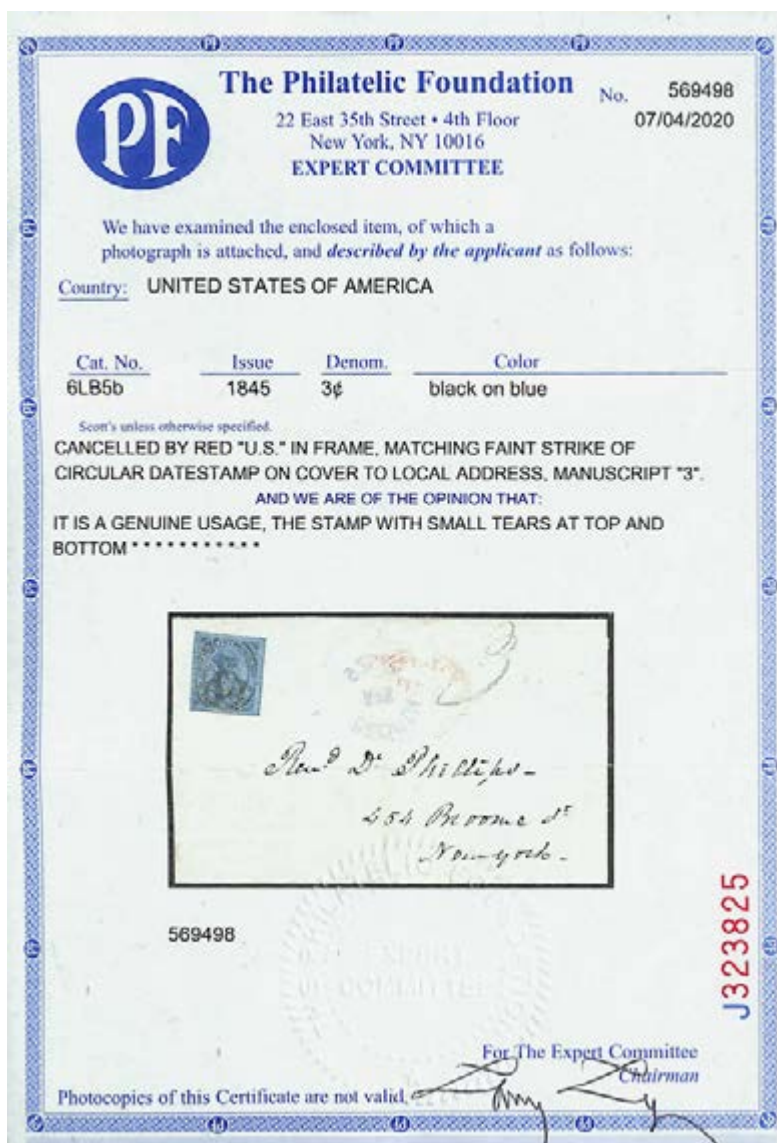 PF
The Philatelic Foundation
No. 569498
22 East 35th Street • 4th Floor
07/04/2020
New York, NY 10016
EXPERT COMMITTEE
We have examined the enclosed item, of which a
photograph is attached, and described by the applicant as follows:
Country: UNITED STATES OF AMERICA
Cat. No. Issue Denom. Color
6LB5b 1845 3¢ black on blue
Scott's unless otherwise specified.
CANCELLED BY RED "U.S." IN FRAME, MATCHING FAINT STRIKE OF
CIRCULAR DATESTAMP ON COVER TO LOCAL ADDRESS, MANUSCRIPT "3".
AND WE ARE OF THE OPINION THAT:
IT IS A GENUINE USAGE, THE STAMP WITH SMALL TEARS AT TOP AND
BOTTOM * * * * * * * * * * *
3
Revd Dr Phillips-
454 Broome st
New york-
569498
EXPERT
COMMITTEE
J323825
For The Expert Committee
Chairman
Photocopies of this Certificate are not valid.